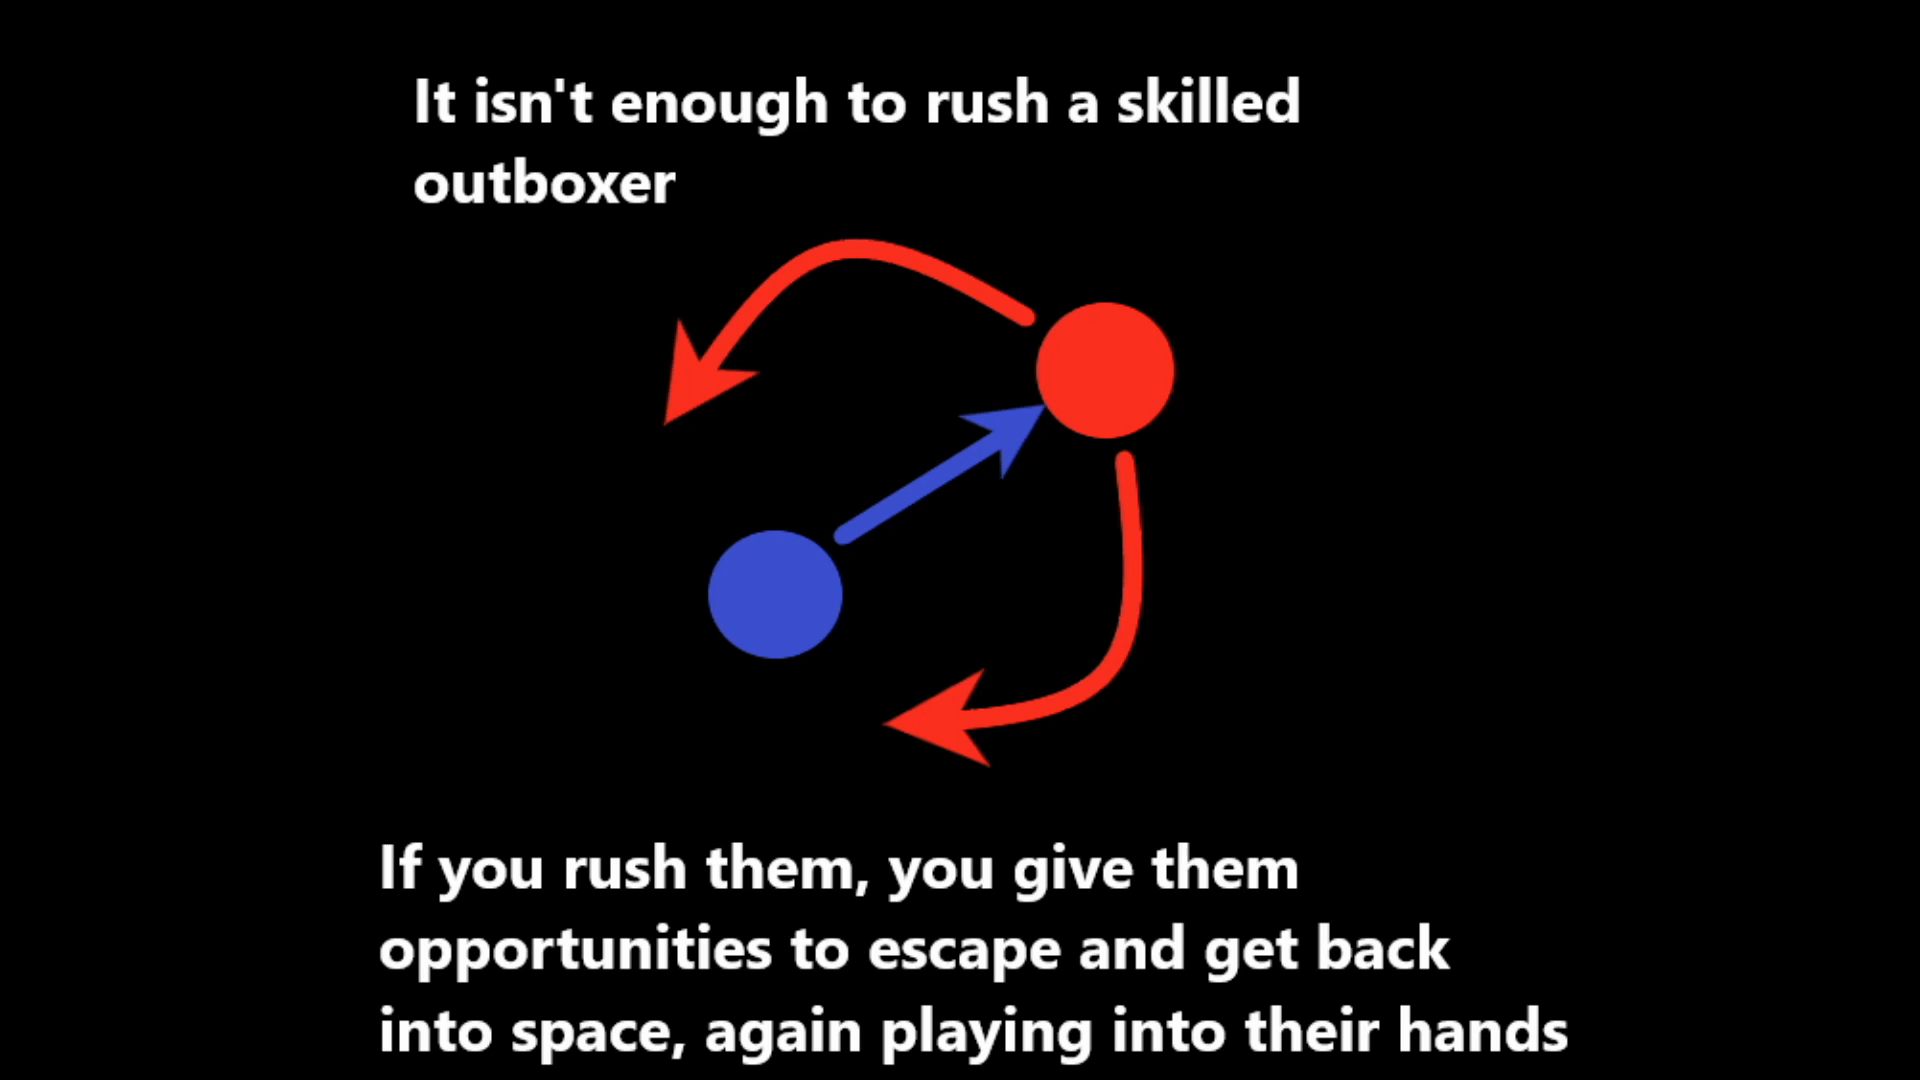 It isn't enough to rush a skilled
outboxer
If you rush them, you give them
opportunities to escape and get back
into space, again playing into their hands